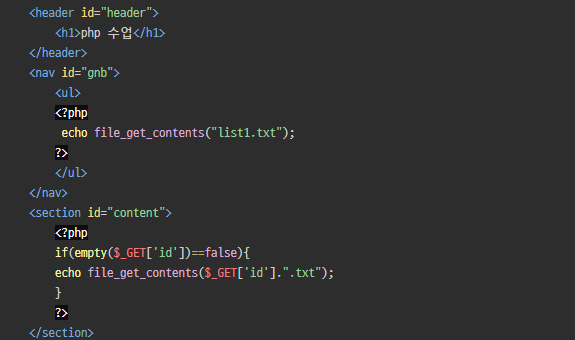 <header id="header">
<h1>php 수업</h1>
</header>
<nav id="gnb">
<ul>
<?php
echo file_get_contents("list1.txt");
?>
</ul>
</nav>
<section id="content">
<?php
if(empty($_GET['id'])==false){
echo file_get_contents($_GET['id'].".txt");
}
?>
</section>